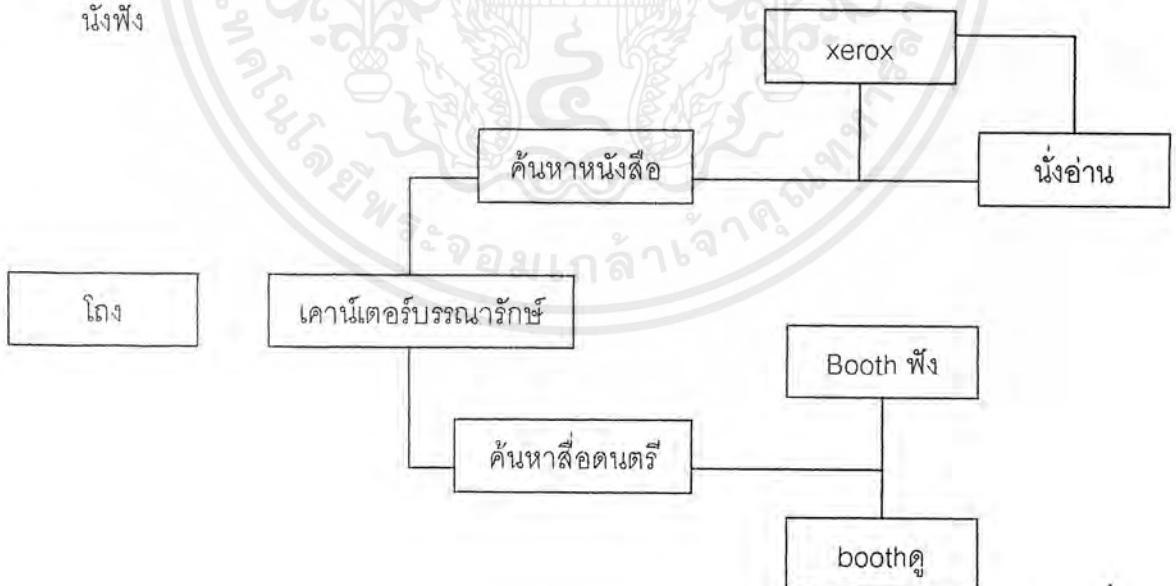 นั่งฟัง
xerox
ค้นหาหนังสือ
นั่งอ่าน
โถง
เคาน์เตอร์บรรณารักษ์
Booth ฟัง
ค้นหาสื่อดนตรี
boothดู